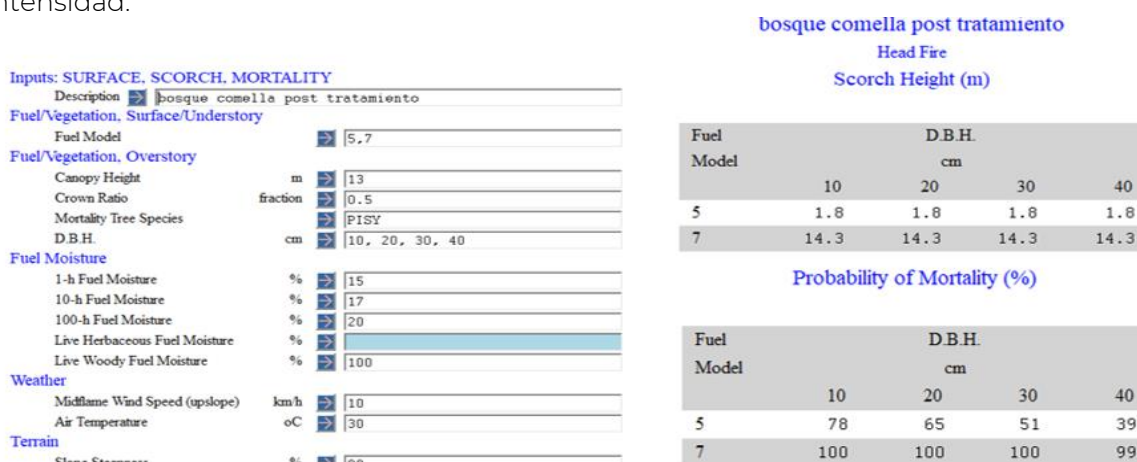 ntensidad.
Inputs: SURFACE, SCORCH, MORTALITY
Description bosque comella post tratamiento
Fuel/Vegetation, Surface/Understory
Fuel Model 5,7
Fuel/Vegetation, Overstory
Canopy Height m 13
Crown Ratio fraction 0.5
Mortality Tree Species PISY
D.B.H. cm 10, 20, 30, 40
Fuel Moisture
1-h Fuel Moisture % 15
10-h Fuel Moisture % 17
100-h Fuel Moisture % 20
Live Herbaceous Fuel Moisture %
Live Woody Fuel Moisture % 100
Weather
Midflame Wind Speed (upslope) km/h 10
Air Temperature oC 30
Terrain
Slope Steepness %
bosque comella post tratamiento
Head Fire
Scorch Height (m)
Fuel D.B.H.
Model cm
10 20 30 40
5 1.8 1.8 1.8 1.8
7 14.3 14.3 14.3 14.3
Probability of Mortality (%)
Fuel D.B.H.
Model cm
10 20 30 40
5 78 65 51 39
7 100 100 100 99